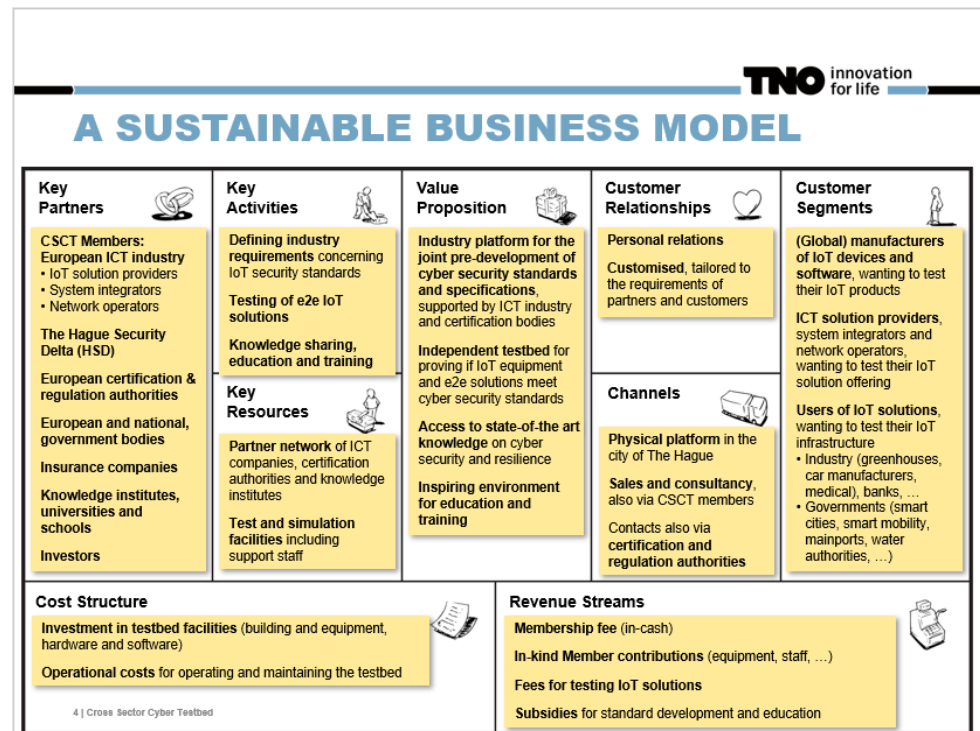 TNO innovation
for life
A SUSTAINABLE BUSINESS MODEL
Key
Partners
CSCT Members:
European ICT industry
• IoT solution providers
• System integrators
• Network operators
The Hague Security
Delta (HSD)
European certification &
regulation authorities
European and national,
government bodies
Insurance companies
Knowledge institutes,
universities and
schools
Investors
Key
Activities
Defining industry
requirements concerning
IoT security standards
Testing of e2e IoT
solutions
Knowledge sharing,
education and training
Key
Resources
Partner network of ICT
companies, certification
authorities and knowledge
institutes
Test and simulation
facilities including
support staff
Value
Proposition
Industry platform for the
joint pre-development of
cyber security standards
and specifications,
supported by ICT industry
and certification bodies
Independent testbed for
proving if IoT equipment
and e2e solutions meet
cyber security standards
Access to state-of-the art
knowledge on cyber
security and resilience
Inspiring environment
for education and
training
Customer
Relationships
Personal relations
Customised, tailored to
the requirements of
partners and customers
Channels
Physical platform in the
city of The Hague
Sales and consultancy,
also via CSCT members
Contacts also via
certification and
regulation authorities
Customer
Segments
(Global) manufacturers
of IoT devices and
software, wanting to test
their IoT products
ICT solution providers,
system integrators and
network operators,
wanting to test their IoT
solution offering
Users of IoT solutions,
wanting to test their IoT
infrastructure
• Industry (greenhouses,
car manufacturers,
medical), banks, ...
• Governments (smart
cities, smart mobility,
mainports, water
authorities, ...)
Cost Structure
Investment in testbed facilities (building and equipment,
hardware and software)
Operational costs for operating and maintaining the testbed
Revenue Streams
Membership fee (in-cash)
In-kind Member contributions (equipment, staff, ...)
Fees for testing IoT solutions
Subsidies for standard development and education
4 | Cross Sector Cyber Testbed